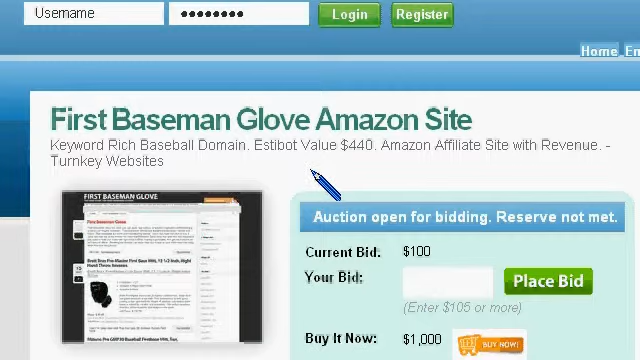 Username
Login
Register
Home
First Baseman Glove Amazon Site
Keyword Rich Baseball Domain. Estibot Value $440. Amazon Affiliate Site with Revenue. -
Turnkey Websites
FIRST BASEMAN GLOVE
Auction open for bidding. Reserve not met.
Current Bid: $100
Your Bid:
Place Bid
(Enter $105 or more)
Buy It Now: $1,000
BUY NOW!